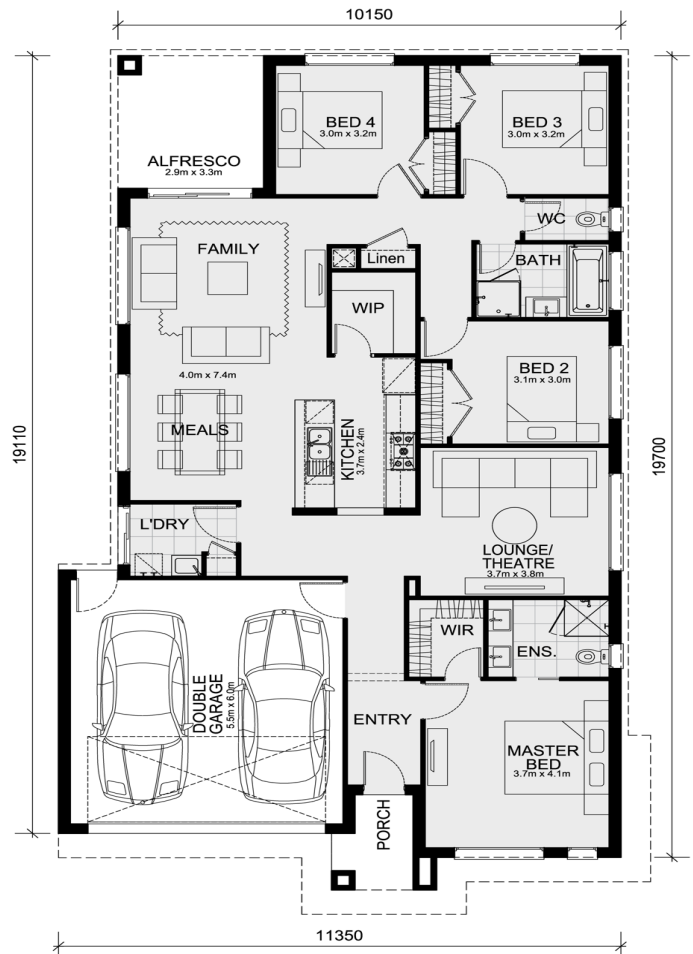 10150
BED 4
3.0m x 3.2m
BED 3
3.0m x 3.2m
ALFRESCO
2.9m x 3.3m
WC
FAMILY
Linen
BATH
WIP
BED 2
3.1m x 3.0m
4.0m x 7.4m
MEALS
KITCHEN
3.7m x 2.4m
19110
19700
L'DRY
LOUNGE/
THEATRE
3.7m x 3.8m
WIR
ENS.
DOUBLE
GARAGE
5.5m x 6.0m
ENTRY
MASTER
BED
3.7m x 4.1m
PORCH
11350